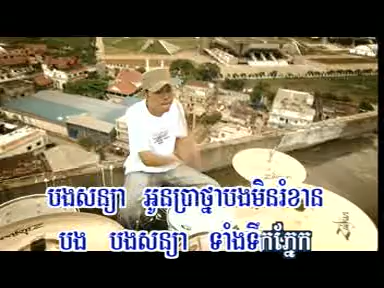 បងសន្យា អូនប្រាថ្នាបងមិនរំខាន
បង បងសន្យា ទាំងទឹកភ្នែក
Zildjian